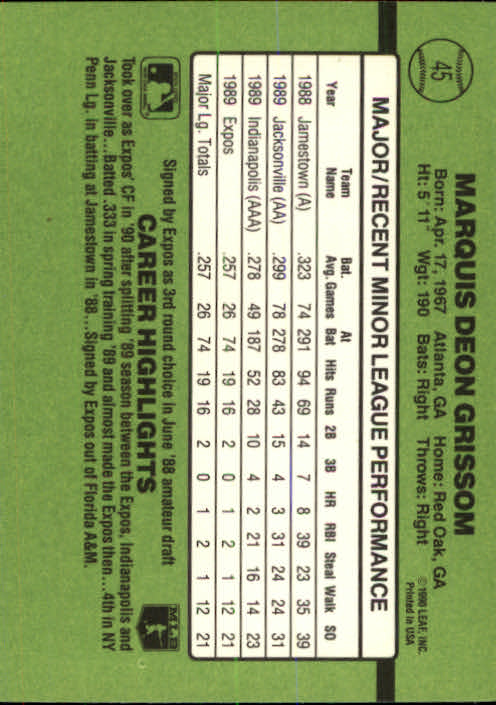 45
MARQUIS DEON GRISSOM
Born: Apr. 17, 1967 Atlanta, GA Home: Red Oak, GA
Ht: 5' 11" Wgt: 190 Bats: Right Throws: Right
© 1990 LEAF, INC.
Printed in USA
MAJOR/RECENT MINOR LEAGUE PERFORMANCE
Year Team Name Bat. Avg. Games At Bat Hits Runs 2B 3B HR RBI Steal Walk SO
1988 Jamestown (A) .323 74 291 94 69 14 7 8 39 23 35 39
1989 Jacksonville (AA) .299 78 278 83 43 15 4 3 31 24 24 31
1989 Indianapolis (AAA) .278 49 187 52 28 10 4 2 21 16 14 23
1989 Expos .257 26 74 19 16 2 0 1 2 1 12 21
Major Lg. Totals .257 26 74 19 16 2 0 1 2 1 12 21
Signed by Expos as 3rd round choice in June '88 amateur draft
CAREER HIGHLIGHTS
MLB
Took over as Expos' CF in '90 after splitting '89 season between the Expos, Indianapolis and
Jacksonville...Batted .333 in spring training '89 and almost made the Expos then...4th in NY
Penn Lg. in batting at Jamestown in '88...Signed by Expos out of Florida A&M.